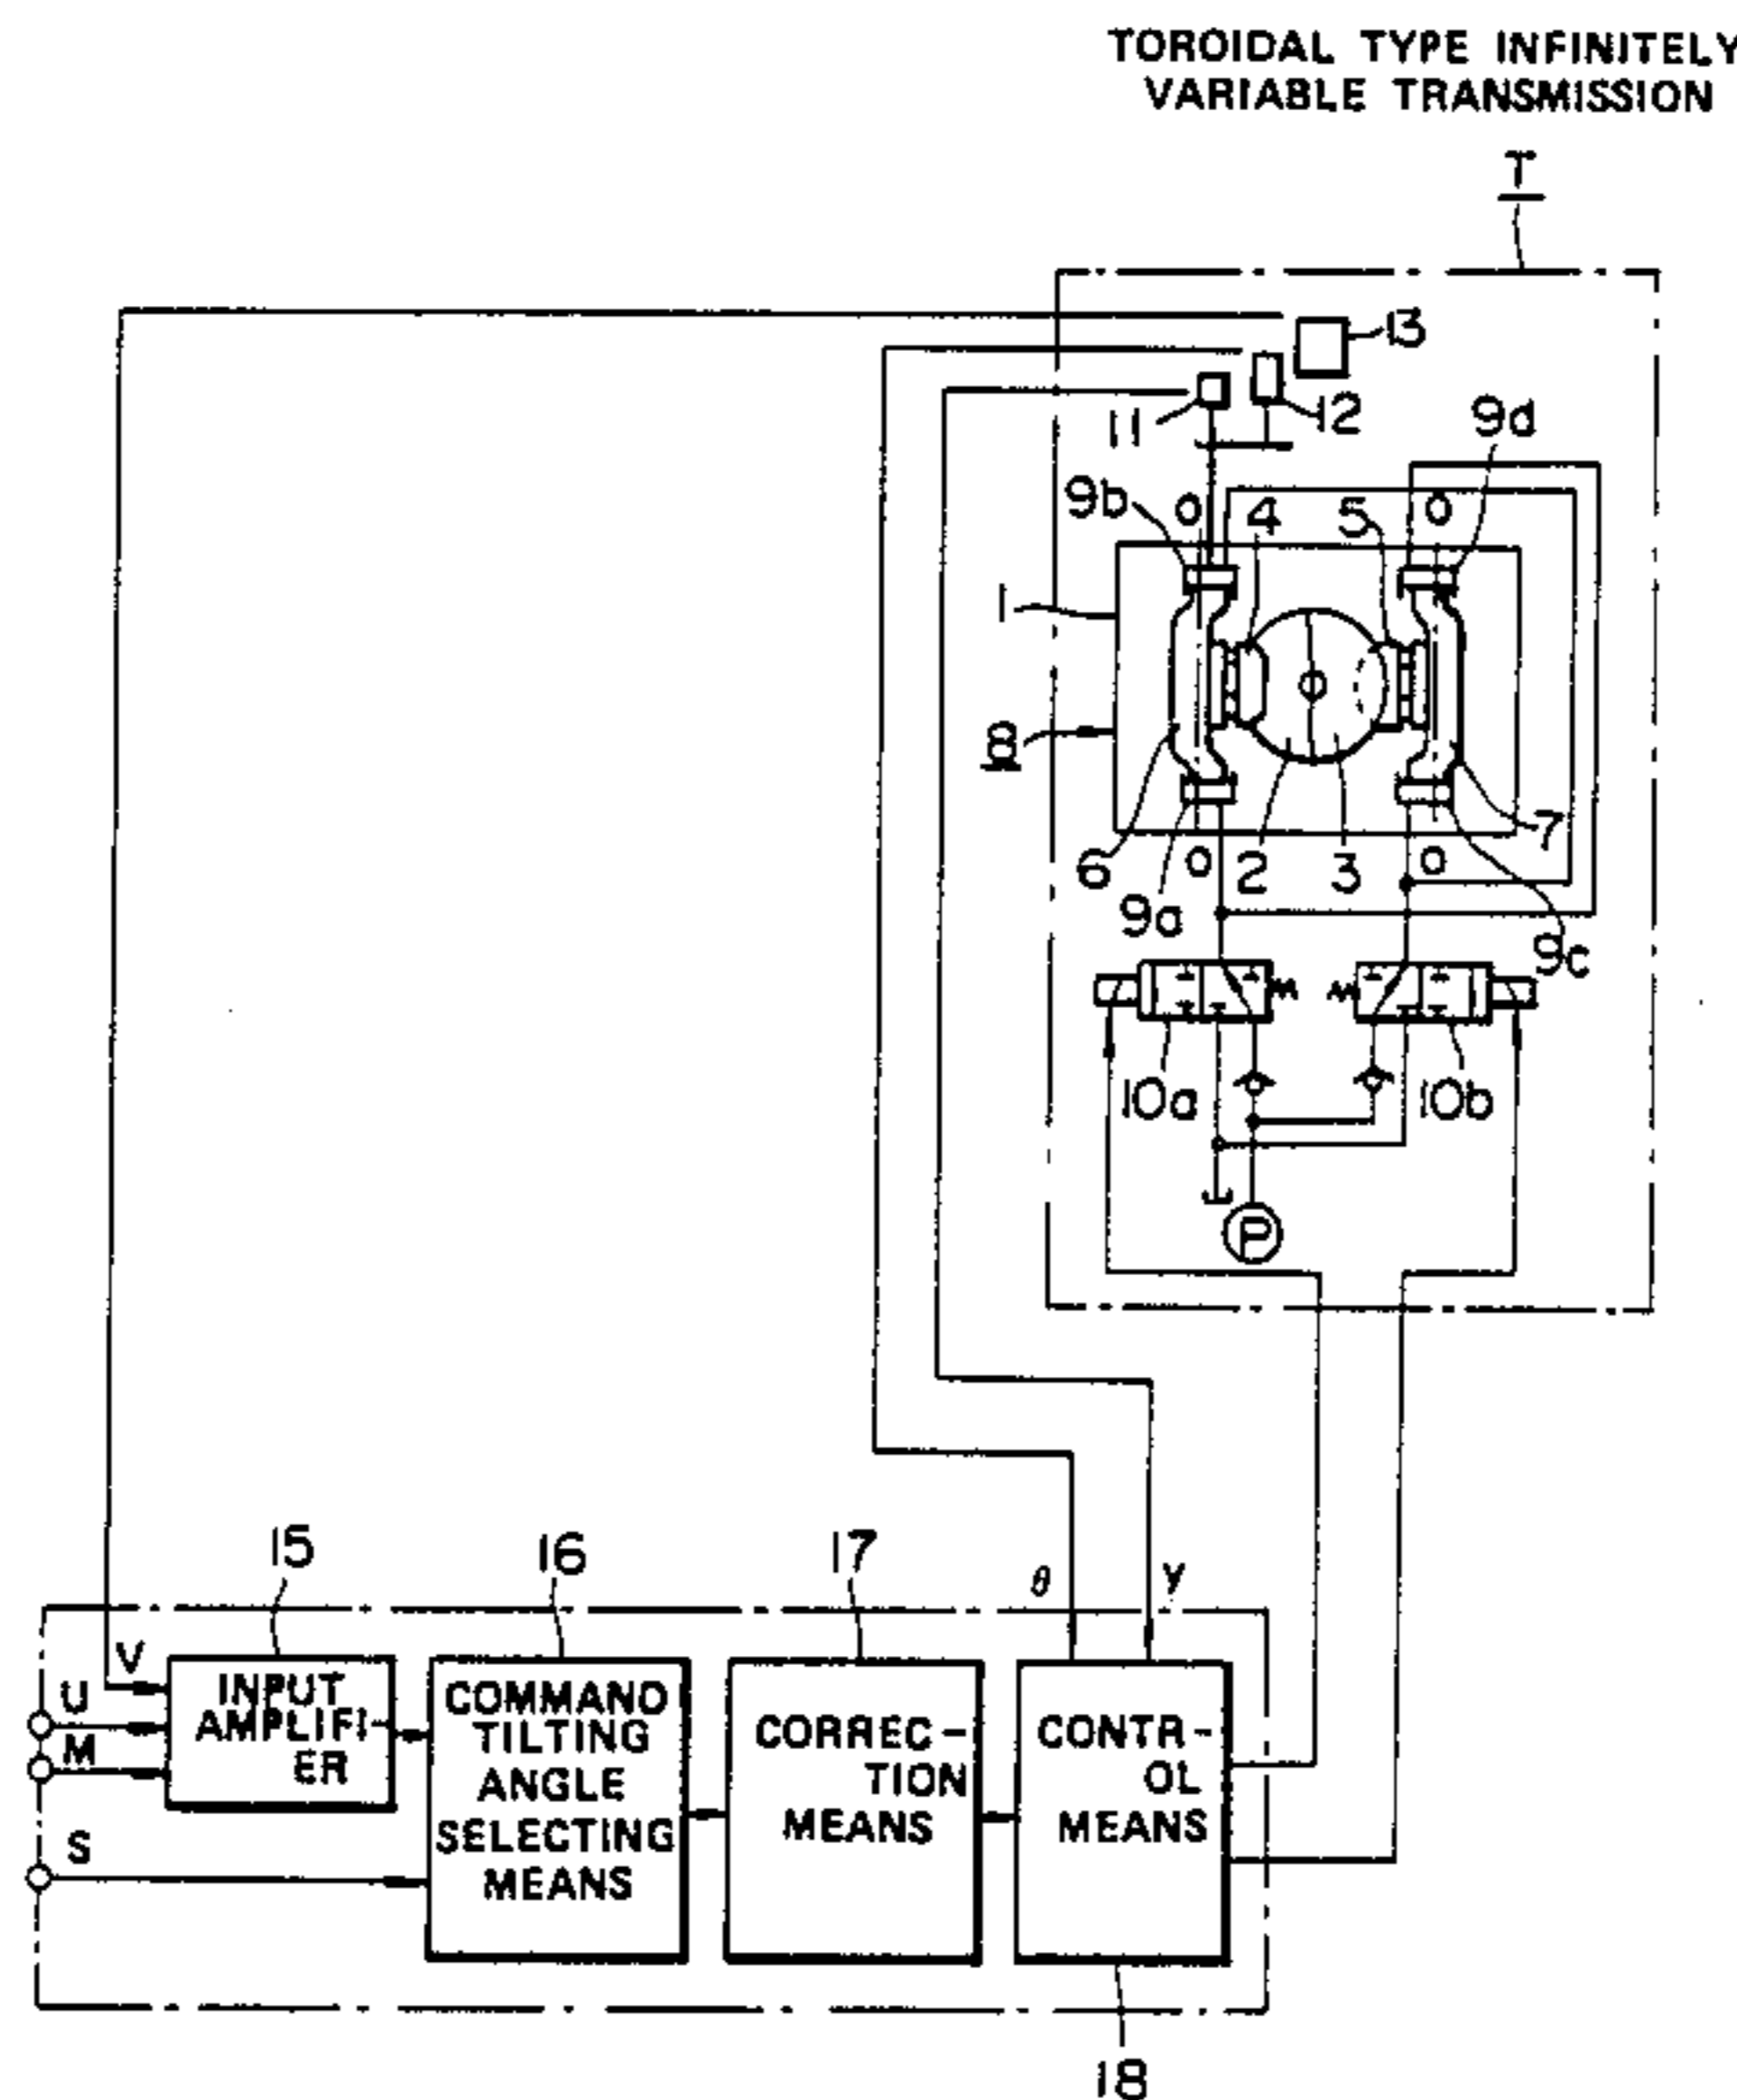 TOROIDAL TYPE INFINITELY
VARIABLE TRANSMISSION
T
13
11
12
9d
9b
O
4
5
O
1
8
6
9a
O
2
3
O
7
9c
10a
10b
P
15
16
17
θ
y
V
U
M
S
INPUT
AMPLIFI-
ER
COMMAND
TILTING
ANGLE
SELECTING
MEANS
CORREC-
TION
MEANS
CONTR-
OL
MEANS
18